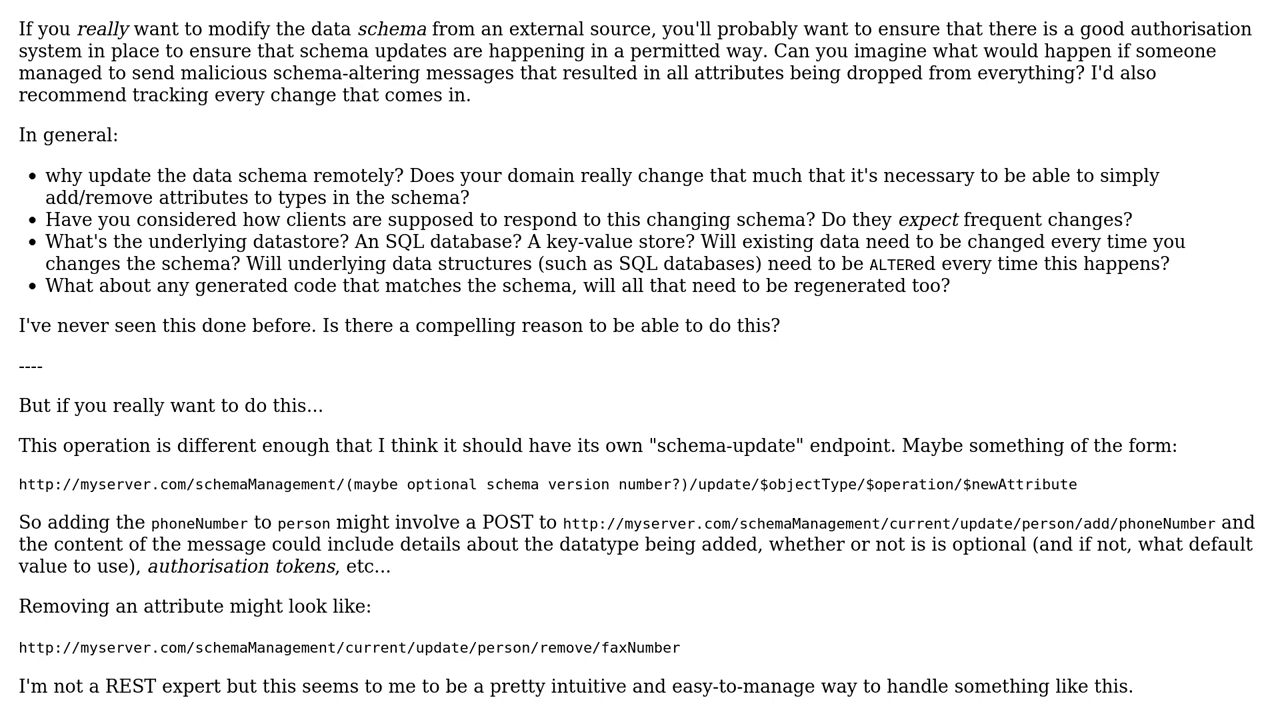 If you really want to modify the data schema from an external source, you'll probably want to ensure that there is a good authorisation
system in place to ensure that schema updates are happening in a permitted way. Can you imagine what would happen if someone
managed to send malicious schema-altering messages that resulted in all attributes being dropped from everything? I'd also
recommend tracking every change that comes in.
In general:
• why update the data schema remotely? Does your domain really change that much that it's necessary to be able to simply
add/remove attributes to types in the schema?
• Have you considered how clients are supposed to respond to this changing schema? Do they expect frequent changes?
• What's the underlying datastore? An SQL database? A key-value store? Will existing data need to be changed every time you
changes the schema? Will underlying data structures (such as SQL databases) need to be ALTERed every time this happens?
• What about any generated code that matches the schema, will all that need to be regenerated too?
I've never seen this done before. Is there a compelling reason to be able to do this?
----
But if you really want to do this...
This operation is different enough that I think it should have its own "schema-update" endpoint. Maybe something of the form:
http://myserver.com/schemaManagement/(maybe optional schema version number?)/update/$objectType/$operation/$newAttribute
So adding the phoneNumber to person might involve a POST to http://myserver.com/schemaManagement/current/update/person/add/phoneNumber and
the content of the message could include details about the datatype being added, whether or not is is optional (and if not, what default
value to use), authorisation tokens, etc...
Removing an attribute might look like:
http://myserver.com/schemaManagement/current/update/person/remove/faxNumber
I'm not a REST expert but this seems to me to be a pretty intuitive and easy-to-manage way to handle something like this.